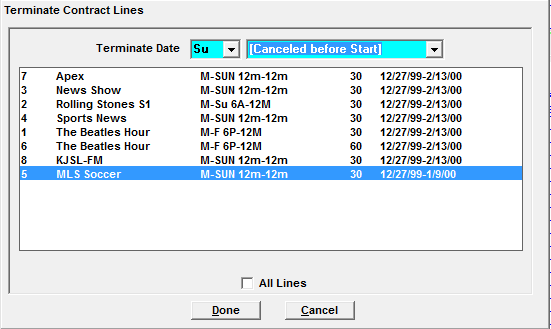 Terminate Contract Lines
Terminate Date Su [Canceled before Start]
7 Apex M-SUN 12m-12m 30 12/27/99-2/13/00
3 News Show M-SUN 12m-12m 30 12/27/99-2/13/00
2 Rolling Stones S1 M-Su 6A-12M 30 12/27/99-2/13/00
4 Sports News M-SUN 12m-12m 30 12/27/99-2/13/00
1 The Beatles Hour M-F 6P-12M 30 12/27/99-2/13/00
6 The Beatles Hour M-F 6P-12M 60 12/27/99-2/13/00
8 KJSL-FM M-SUN 12m-12m 30 12/27/99-2/13/00
5 MLS Soccer M-SUN 12m-12m 30 12/27/99-1/9/00
All Lines
Done Cancel